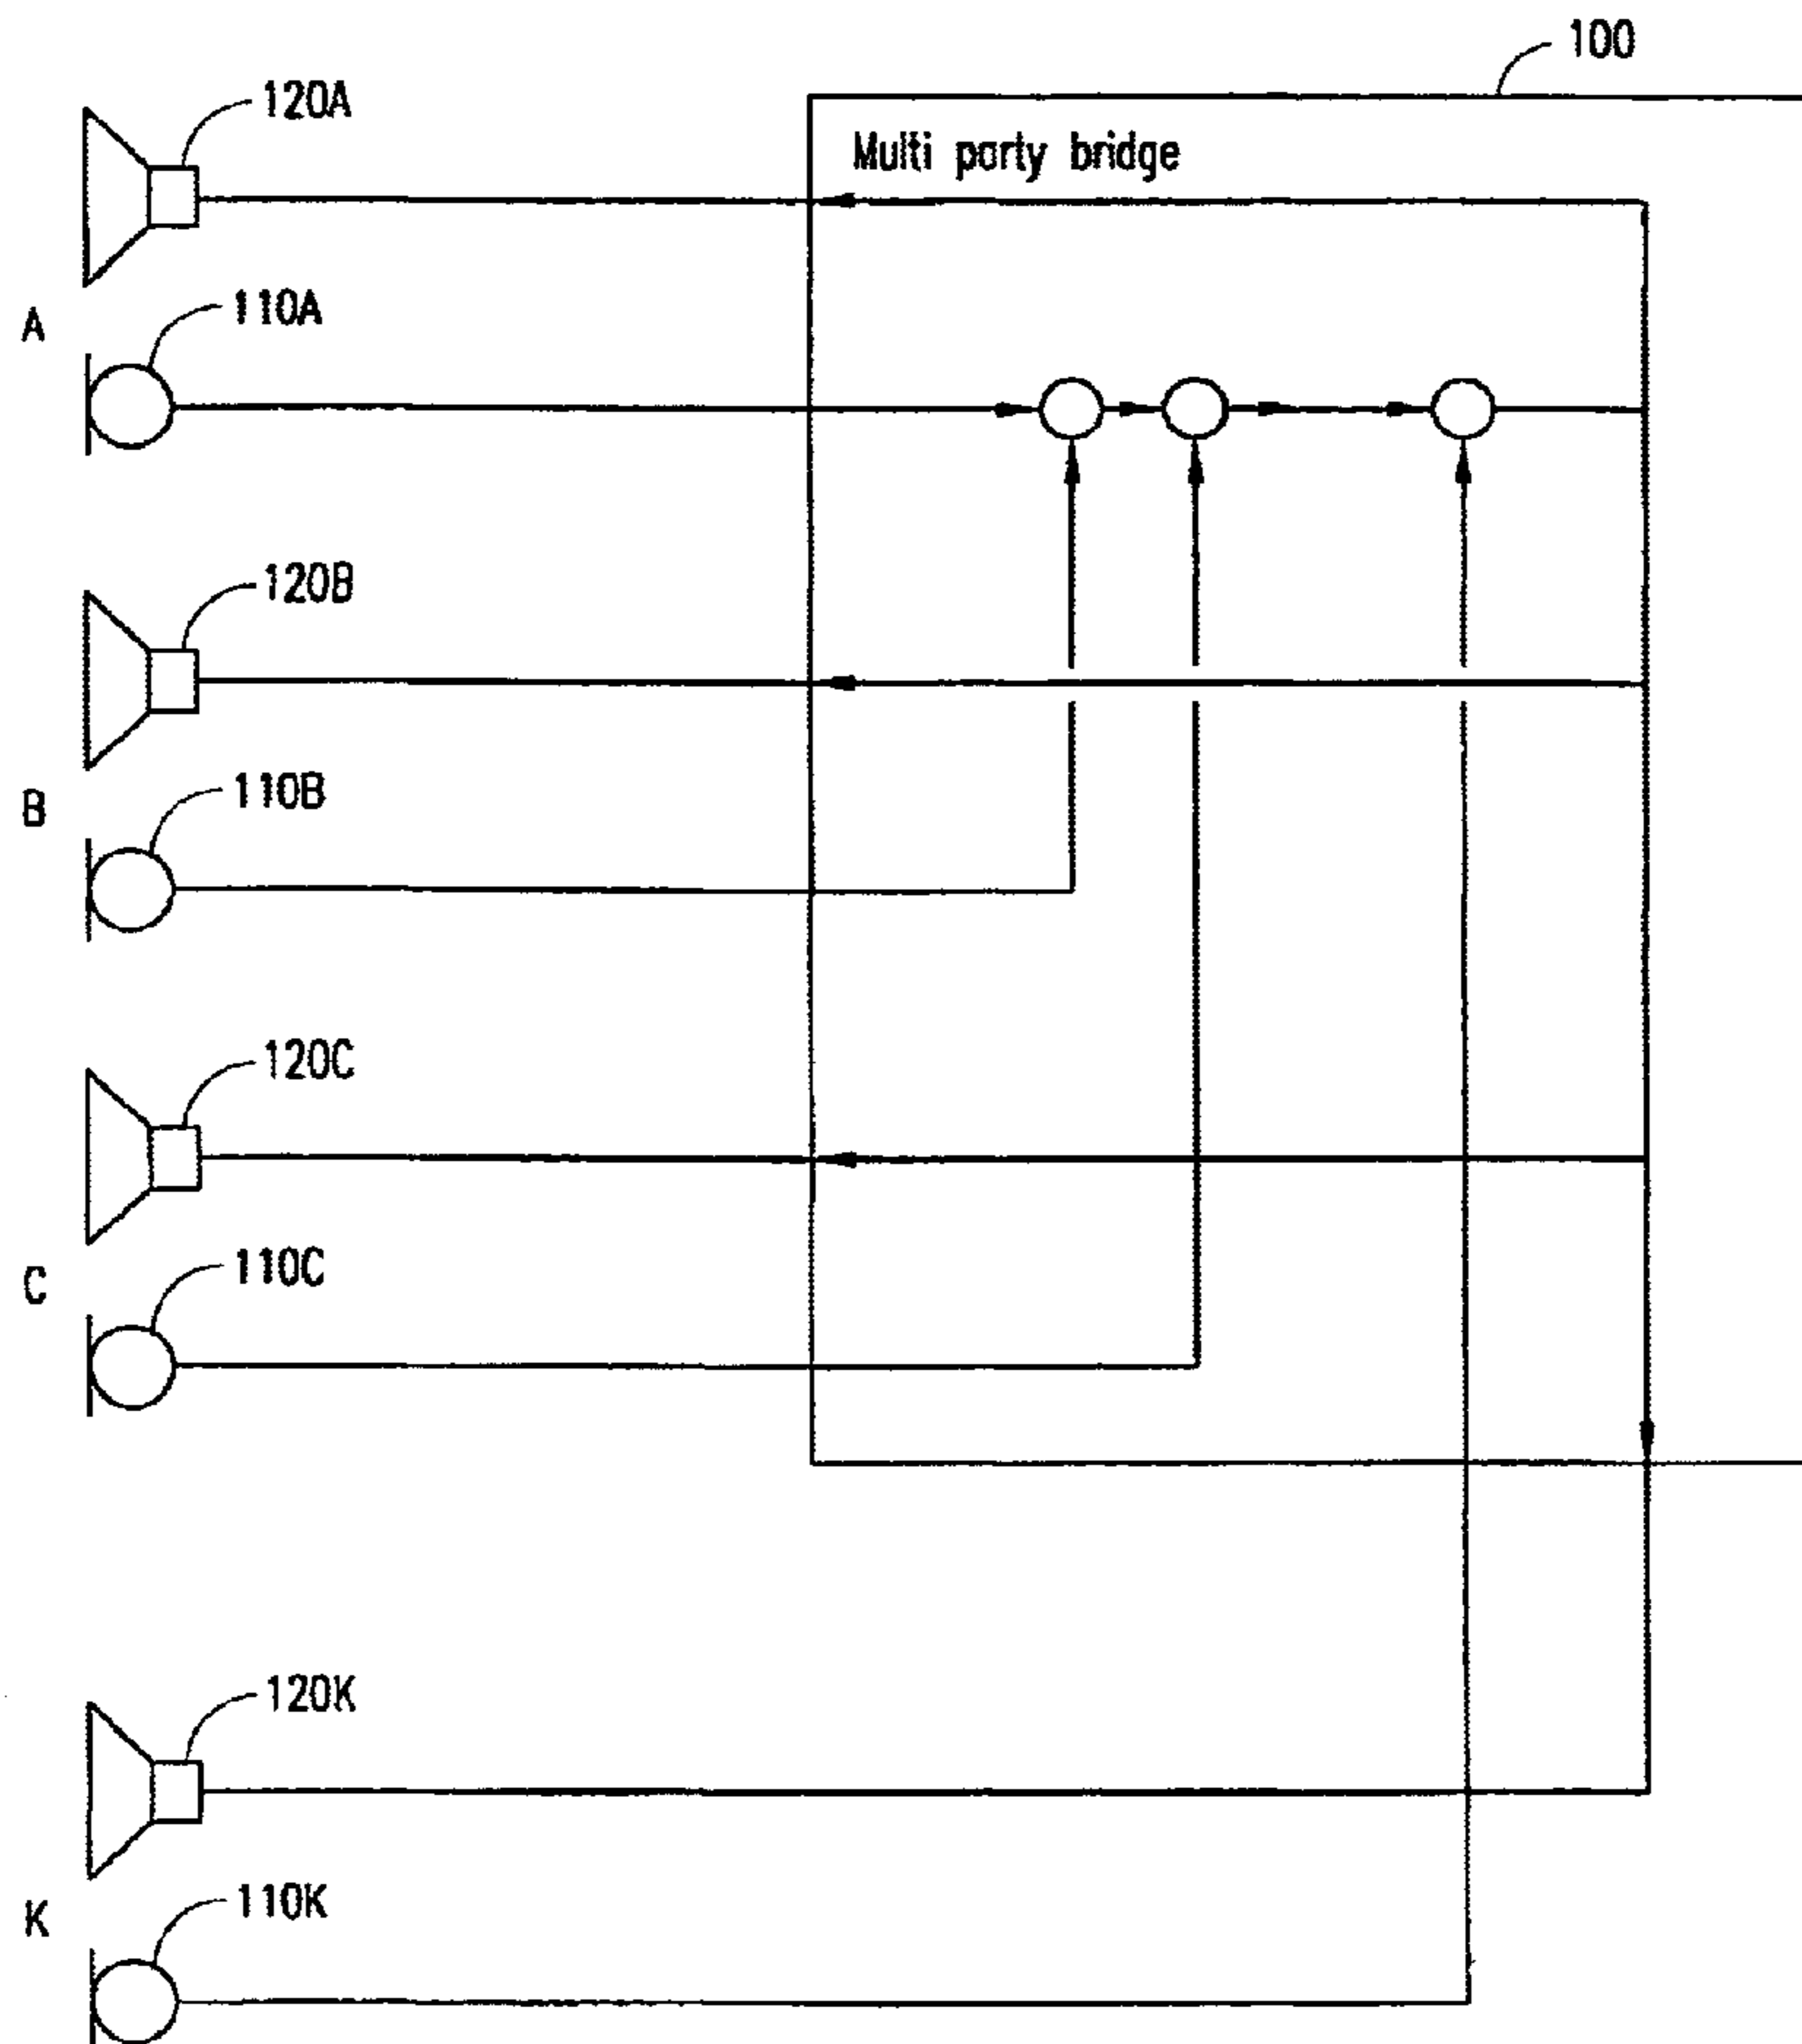 100
120A
Multi party bridge
110A
A
120B
110B
B
120C
110C
C
120K
110K
K